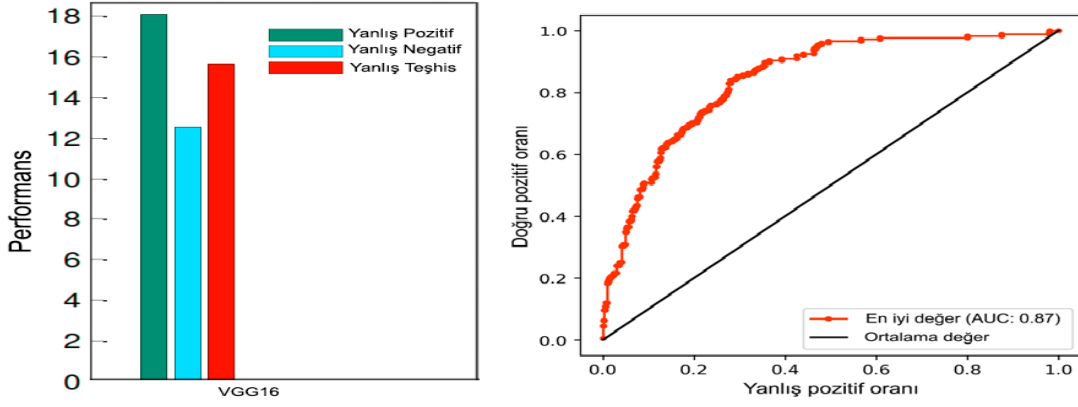 Performans
18
16
14
12
10
8
6
4
2
0
Yanlış Pozitif
Yanlış Negatif
Yanlış Teşhis
VGG16
Doğru pozitif oranı
1.0
0.8
0.6
0.4
0.2
0.0
En iyi değer (AUC: 0.87)
Ortalama değer
0.0 0.2 0.4 0.6 0.8 1.0
Yanlış pozitif oranı